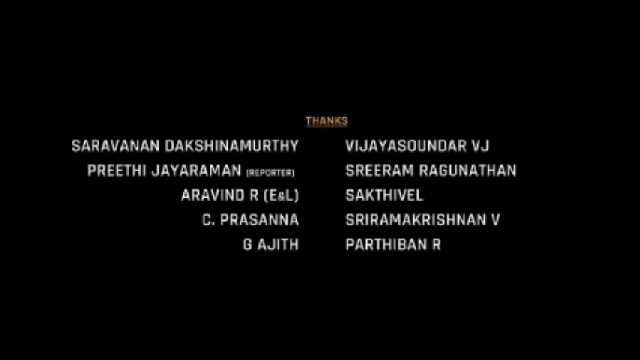 THANKS
SARAVANAN DAKSHINAMURTHY VIJAYASOUNDAR VJ
PREETHI JAYARAMAN (REPORTER) SREERAM RAGUNATHAN
ARAVIND R (E&L) SAKTHIVEL
C. PRASANNA SRIRAMAKRISHNAN V
G AJITH PARTHIBAN R